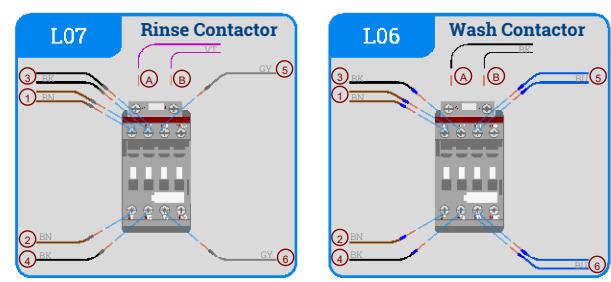 L07
Rinse Contactor
VT
A
B
3
BK
GY
5
1
BN
2
BN
4
BK
GY
6
L06
Wash Contactor
BK
A
B
3
BK
BU
5
1
BN
2
BN
4
BK
BU
6